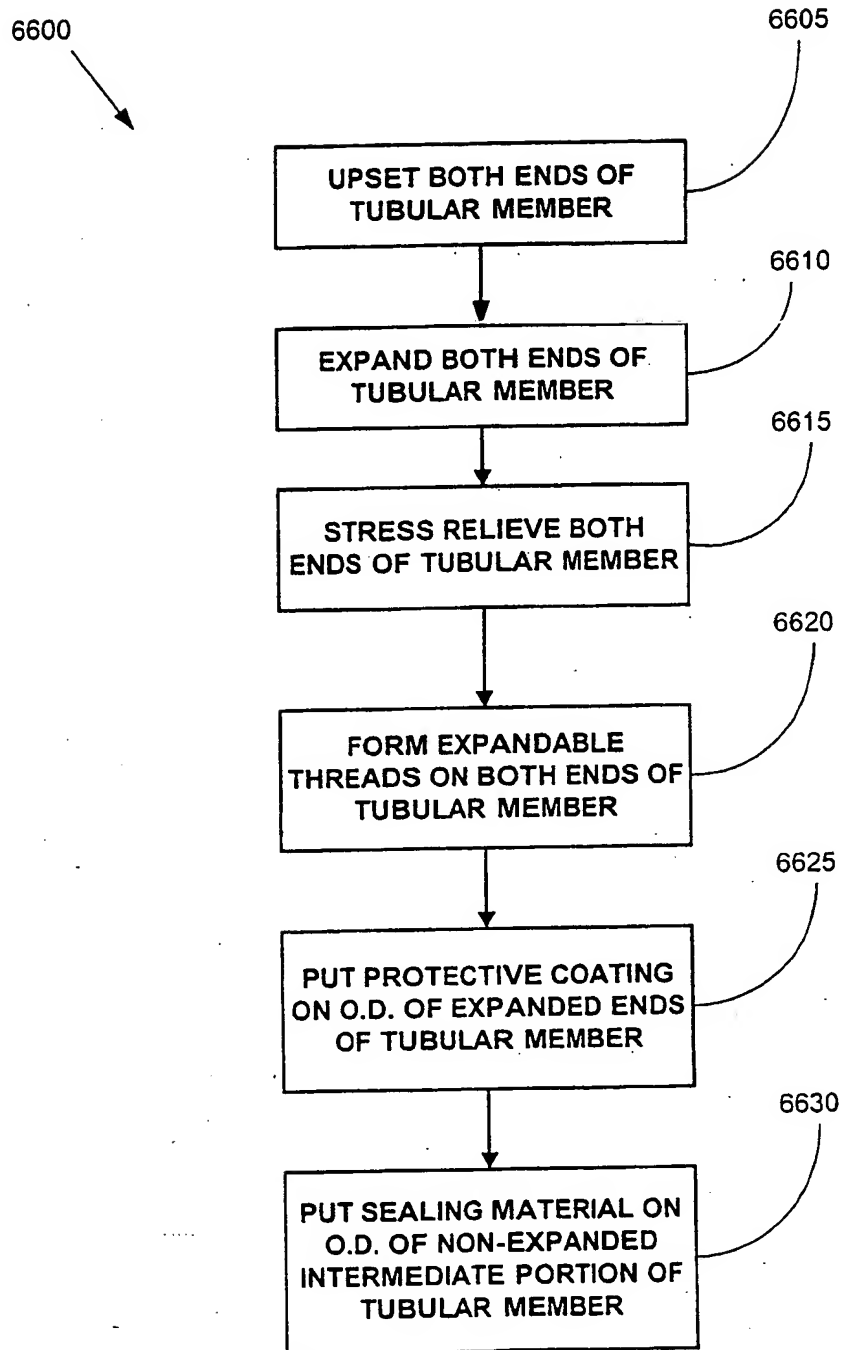 6600
6605
UPSET BOTH ENDS OF
TUBULAR MEMBER
6610
EXPAND BOTH ENDS OF
TUBULAR MEMBER
6615
STRESS RELIEVE BOTH
ENDS OF TUBULAR MEMBER
6620
FORM EXPANDABLE
THREADS ON BOTH ENDS OF
TUBULAR MEMBER
6625
PUT PROTECTIVE COATING
ON O.D. OF EXPANDED ENDS
OF TUBULAR MEMBER
6630
PUT SEALING MATERIAL ON
O.D. OF NON-EXPANDED
INTERMEDIATE PORTION OF
TUBULAR MEMBER